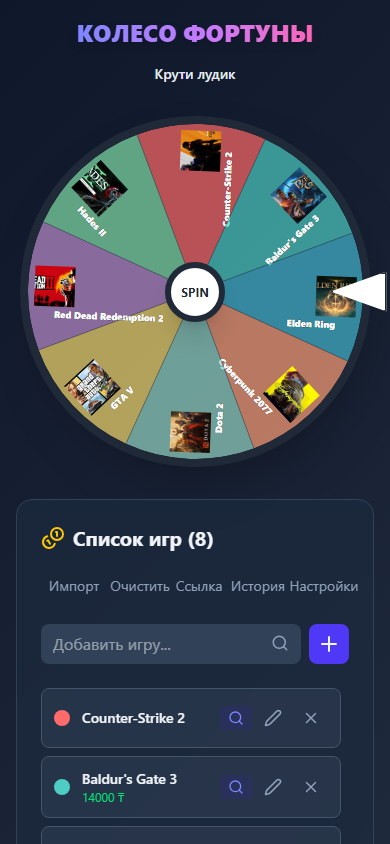 КОЛЕСО ФОРТУНЫ
Крути лудик
Counter-Strike 2
Baldur's Gate 3
Hades II
Elden Ring
Red Dead Redemption 2
SPIN
Cyberpunk 2077
GTA V
Dota 2
Список игр (8)
Импорт Очистить Ссылка История Настройки
Добавить игру...
Counter-Strike 2
Baldur's Gate 3
14000 ₸